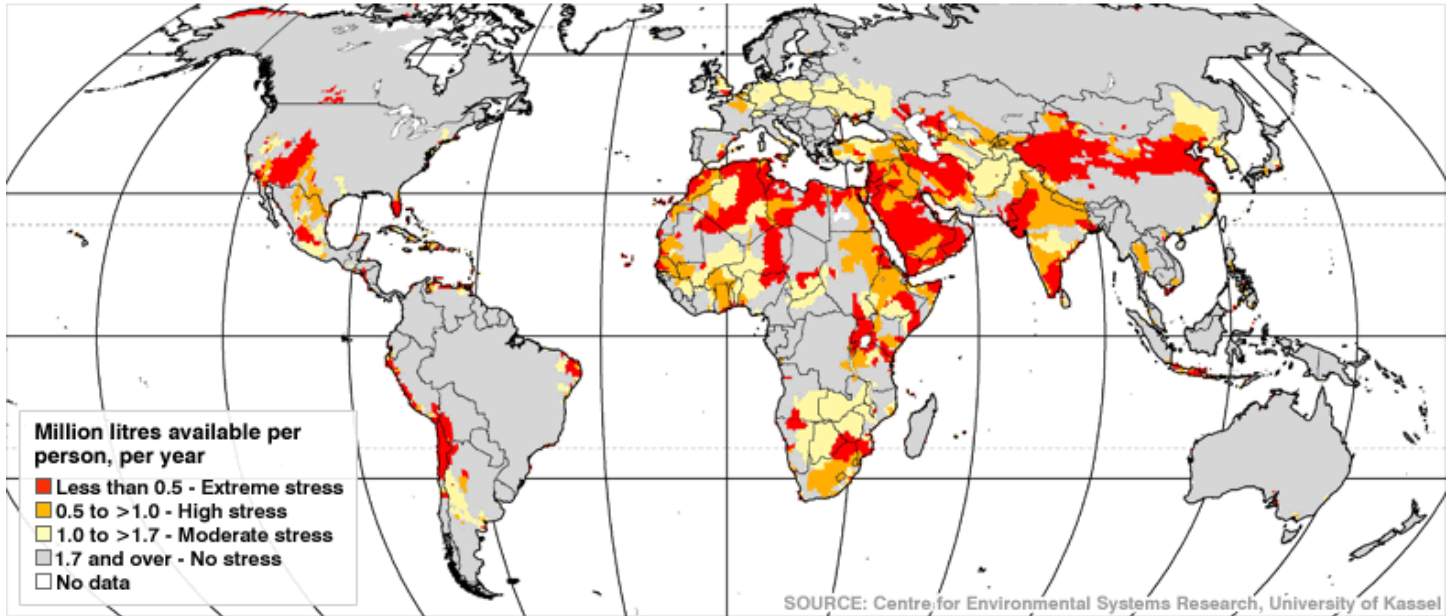 Million litres available per
person, per year
Less than 0.5 - Extreme stress
0.5 to >1.0 - High stress
1.0 to >1.7 - Moderate stress
1.7 and over - No stress
No data
SOURCE: Centre for Environmental Systems Research, University of Kassel